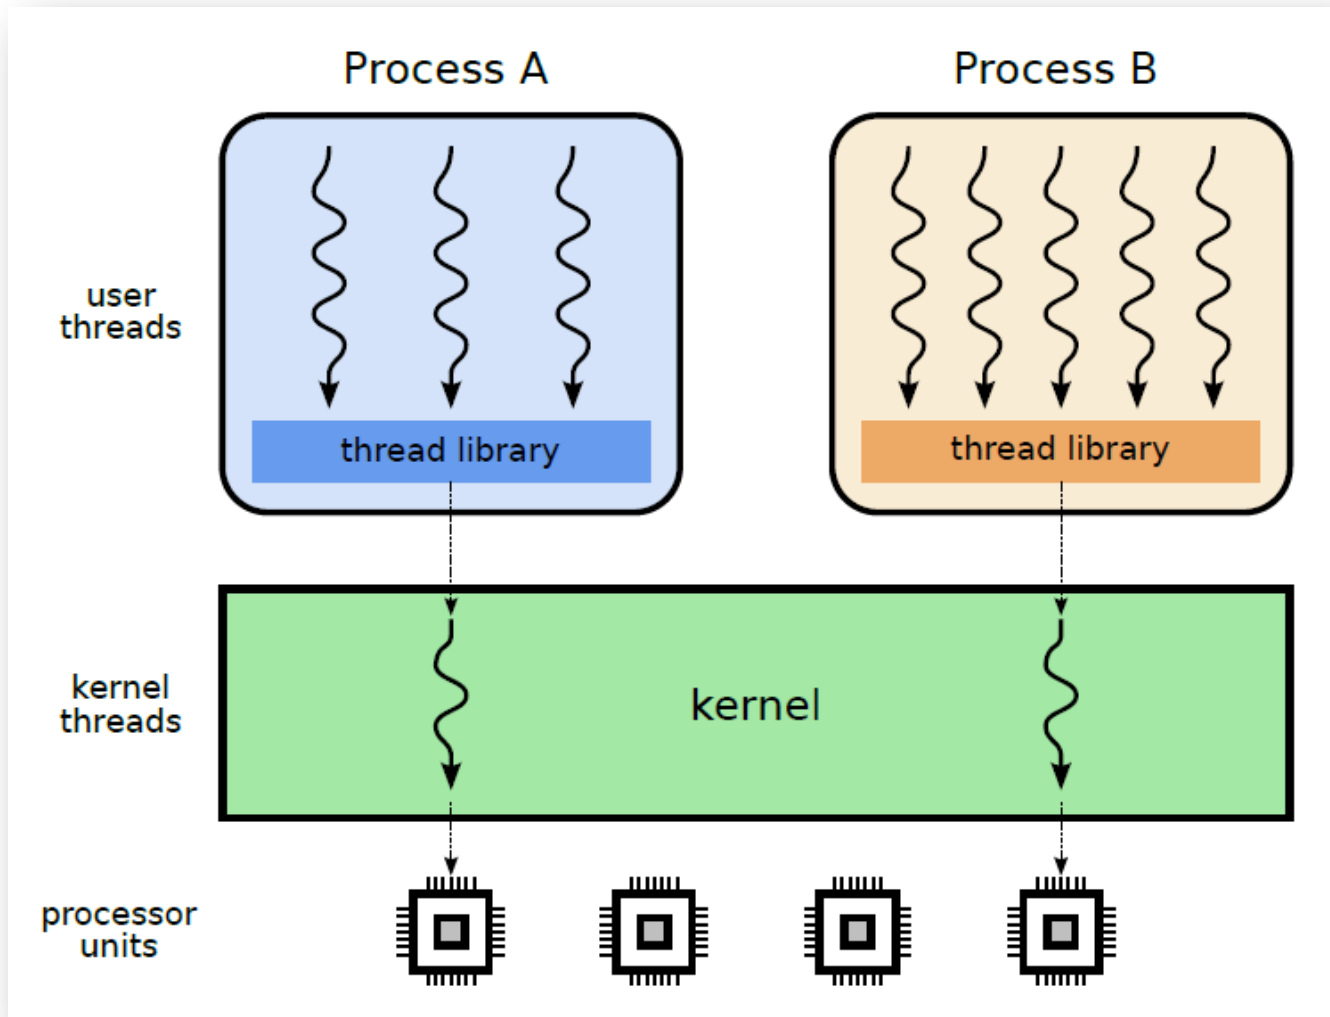 Process A
Process B
user
threads
thread library
thread library
kernel
threads
kernel
processor
units